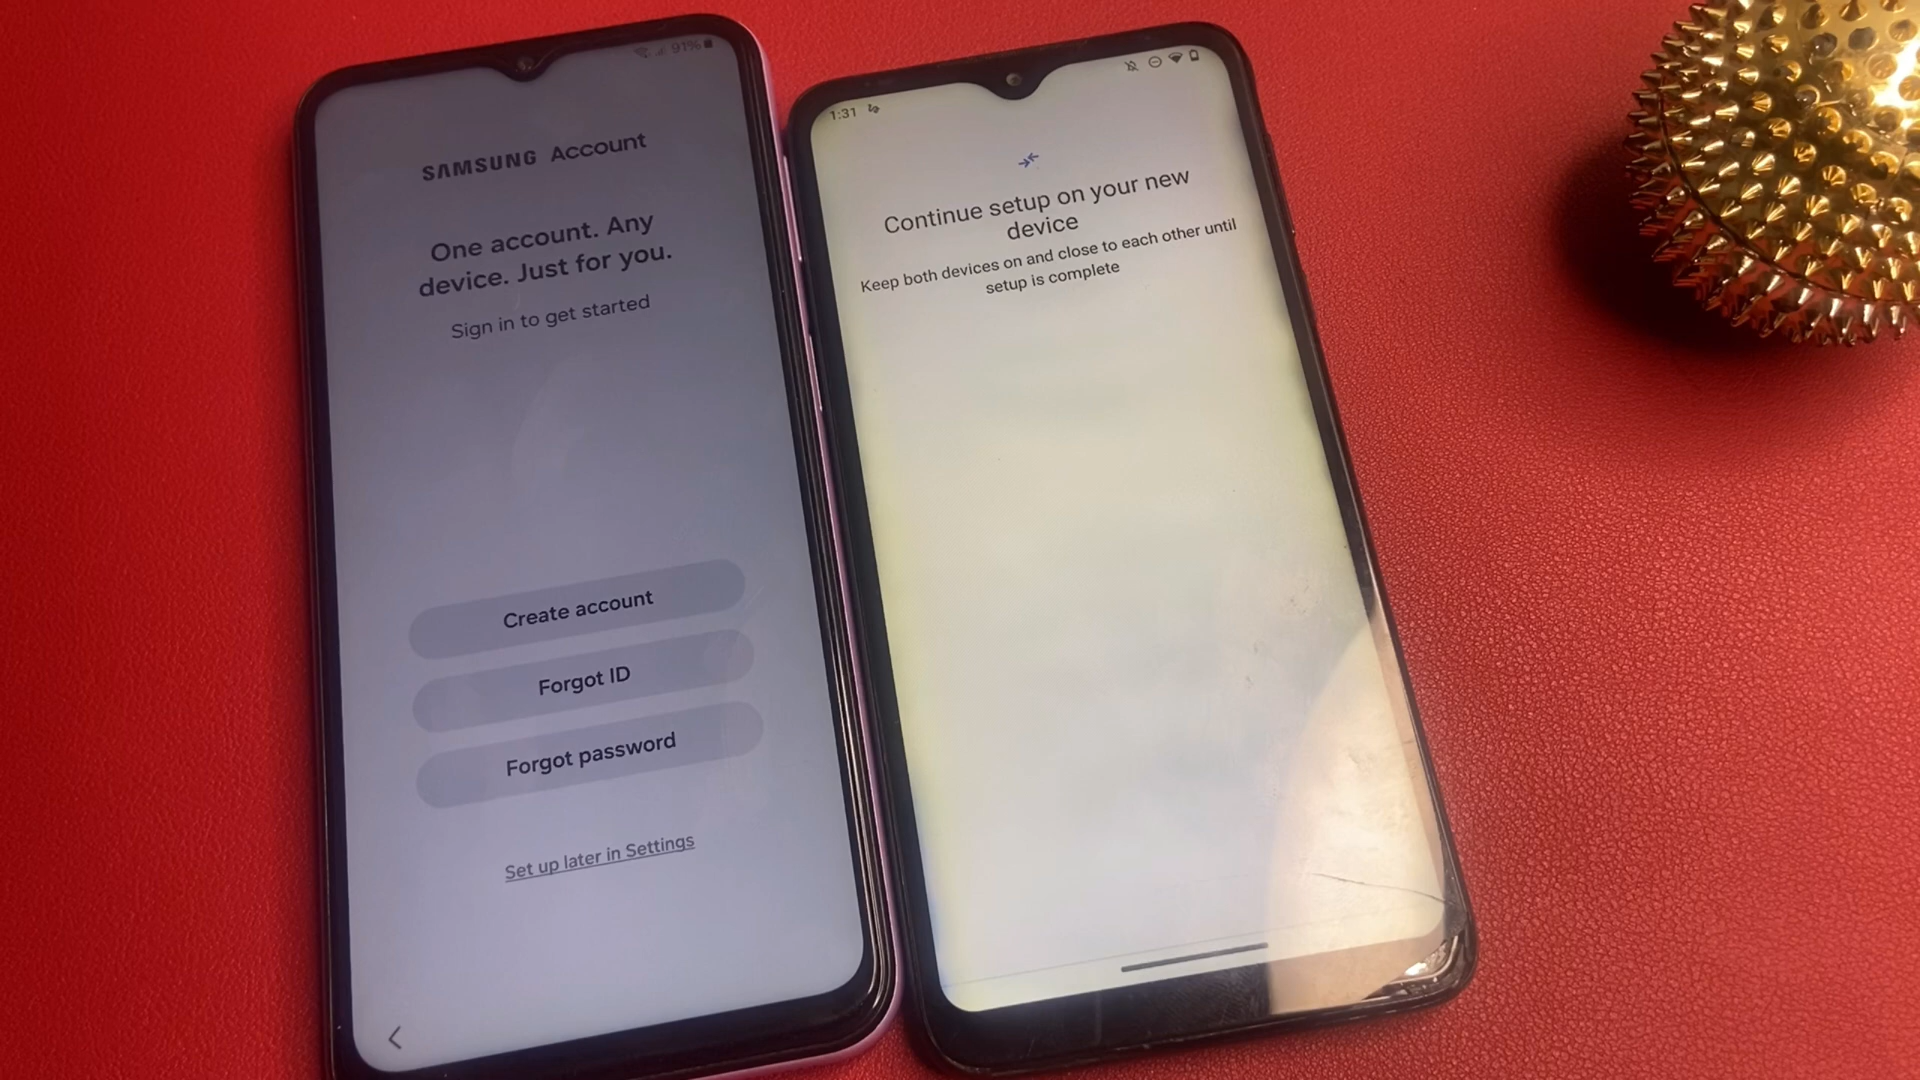 91%
SAMSUNG Account
One account. Any
device. Just for you.
Sign in to get started
Create account
Forgot ID
Forgot password
Set up later in Settings
1:31
Continue setup on your new
device
Keep both devices on and close to each other until
setup is complete